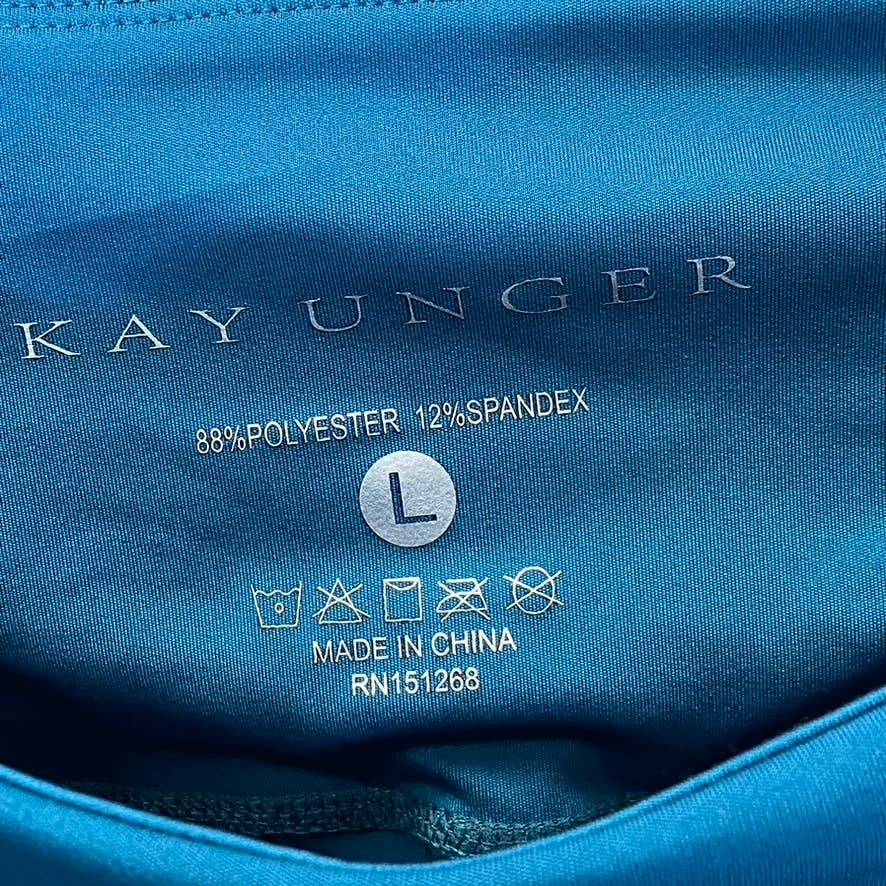 KAY UNGER
88%POLYESTER 12%SPANDEX
L
MADE IN CHINA
RN151268